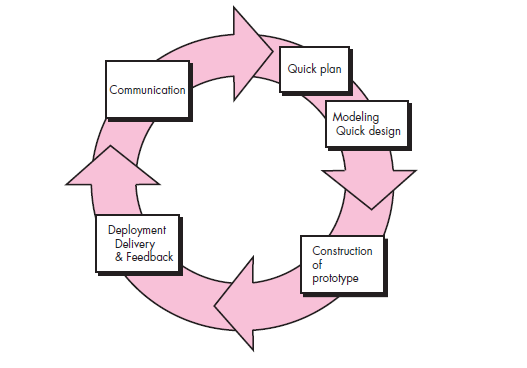 Communication
Quick plan
Modeling
Quick design
Construction
of
prototype
Deployment
Delivery
& Feedback